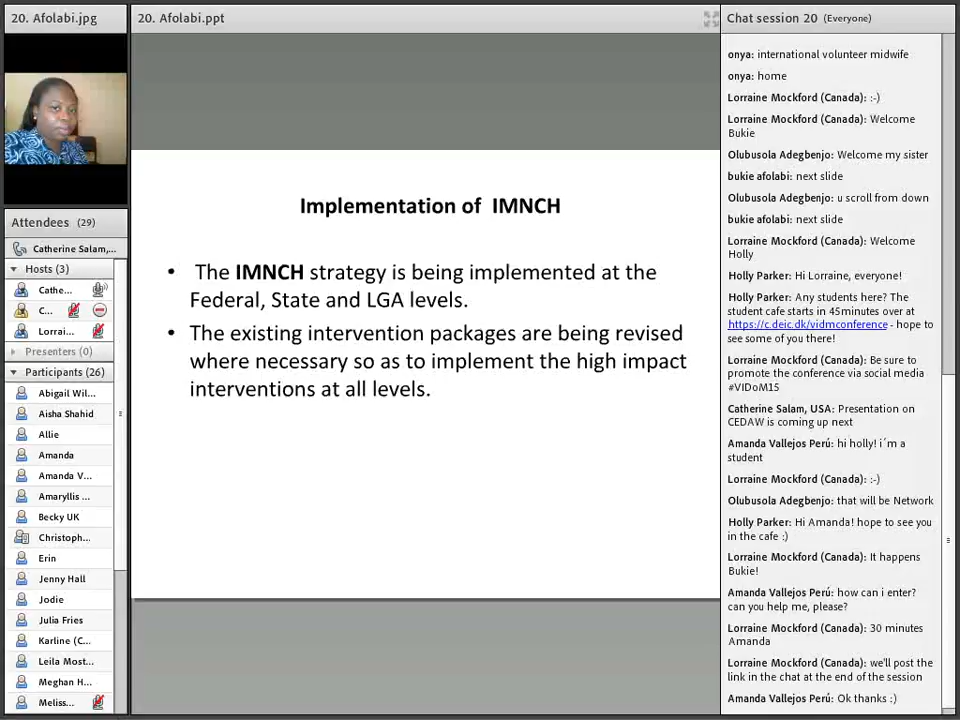 20. Afolabi.jpg
Attendees (29)
Catherine Salam,...
Hosts (3)
Cathe...
C...
Lorrai...
Presenters (0)
Participants (26)
Abigail Wil...
Aisha Shahid
Allie
Amanda
Amanda V...
Amaryllis ...
Becky UK
Christoph...
Erin
Jenny Hall
Jodie
Julia Fries
Karline (C...
Leila Most...
Meghan H...
Meliss...
20. Afolabi.ppt
Implementation of IMNCH
• The IMNCH strategy is being implemented at the
Federal, State and LGA levels.
• The existing intervention packages are being revised
where necessary so as to implement the high impact
interventions at all levels.
Chat session 20 (Everyone)
onya: international volunteer midwife
onya: home
Lorraine Mockford (Canada): :-)
Lorraine Mockford (Canada): Welcome
Bukie
Olubusola Adegbenjo: Welcome my sister
bukie afolabi: next slide
Olubusola Adegbenjo: u scroll from down
bukie afolabi: next slide
Lorraine Mockford (Canada): Welcome
Holly
Holly Parker: Hi Lorraine, everyone!
Holly Parker: Any students here? The
student cafe starts in 45minutes over at
https://c.deic.dk/vidmconference - hope to
see some of you there!
Lorraine Mockford (Canada): Be sure to
promote the conference via social media
#VIDoM15
Catherine Salam, USA: Presentation on
CEDAW is coming up next
Amanda Vallejos Perú: hi holly! i´m a
student
Lorraine Mockford (Canada): :-)
Olubusola Adegbenjo: that will be Network
Holly Parker: Hi Amanda! hope to see you
in the cafe :)
Lorraine Mockford (Canada): It happens
Bukie!
Amanda Vallejos Perú: how can i enter?
can you help me, please?
Lorraine Mockford (Canada): 30 minutes
Amanda
Lorraine Mockford (Canada): we'll post the
link in the chat at the end of the session
Amanda Vallejos Perú: Ok thanks :)